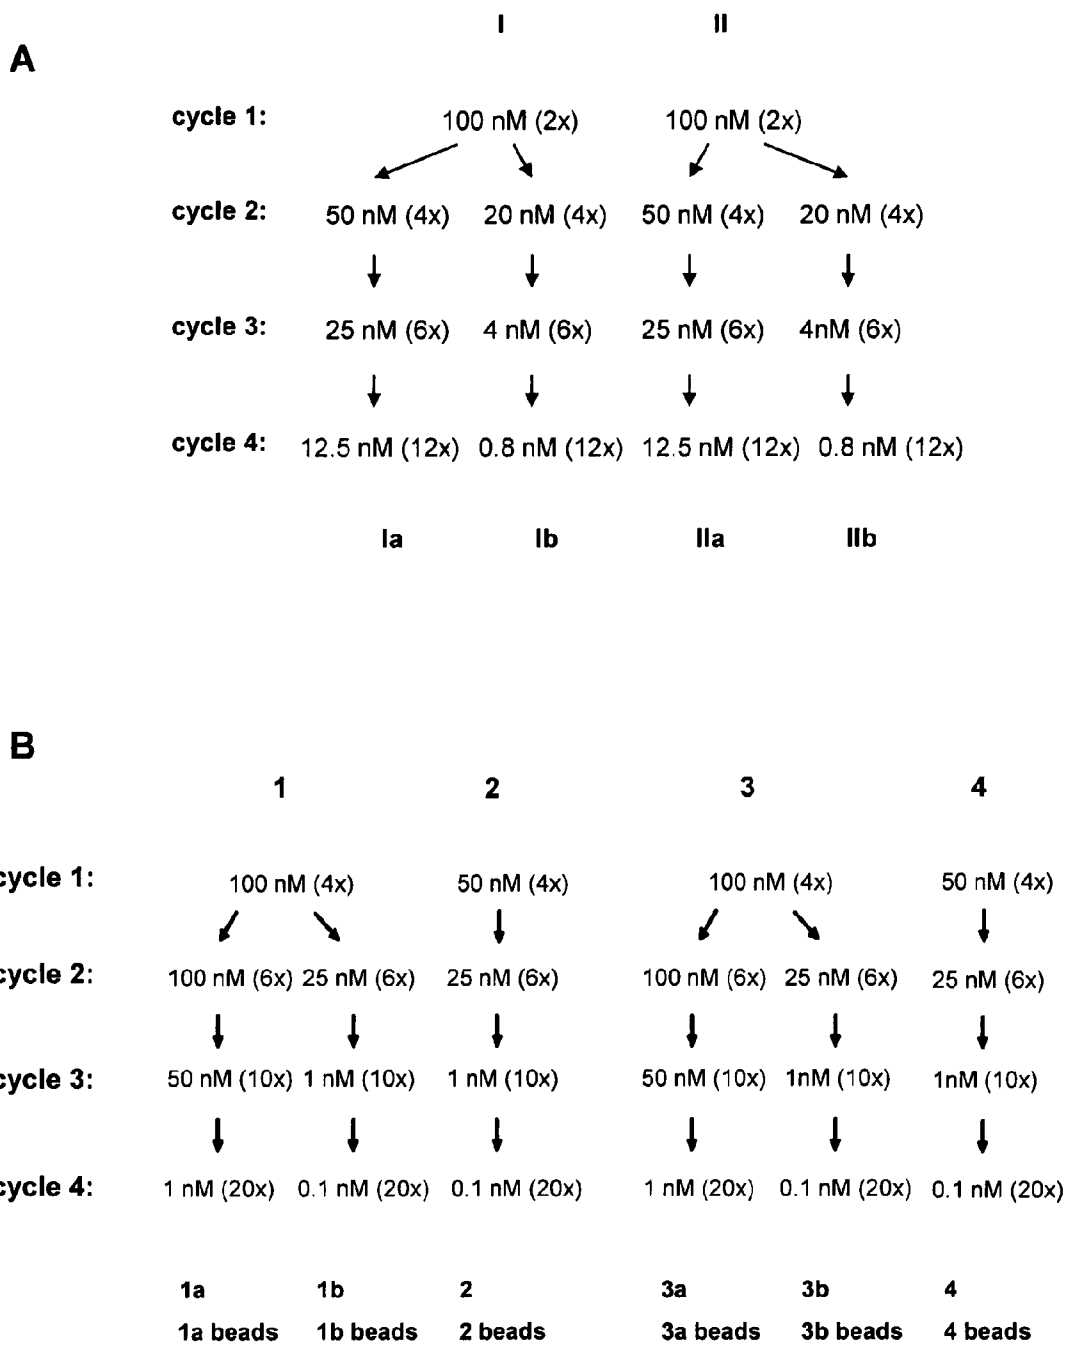 I II
A
cycle 1: 100 nM (2x) 100 nM (2x)
cycle 2: 50 nM (4x) 20 nM (4x) 50 nM (4x) 20 nM (4x)
cycle 3: 25 nM (6x) 4 nM (6x) 25 nM (6x) 4nM (6x)
cycle 4: 12.5 nM (12x) 0.8 nM (12x) 12.5 nM (12x) 0.8 nM (12x)
Ia Ib IIa IIb
B
1 2 3 4
cycle 1: 100 nM (4x) 50 nM (4x) 100 nM (4x) 50 nM (4x)
cycle 2: 100 nM (6x) 25 nM (6x) 25 nM (6x) 100 nM (6x) 25 nM (6x) 25 nM (6x)
cycle 3: 50 nM (10x) 1 nM (10x) 1 nM (10x) 50 nM (10x) 1nM (10x) 1nM (10x)
cycle 4: 1 nM (20x) 0.1 nM (20x) 0.1 nM (20x) 1 nM (20x) 0.1 nM (20x) 0.1 nM (20x)
1a 1b 2 3a 3b 4
1a beads 1b beads 2 beads 3a beads 3b beads 4 beads